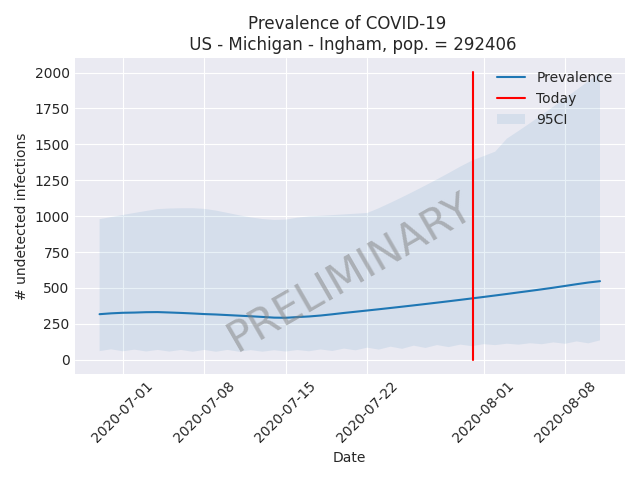 Prevalence of COVID-19
US - Michigan - Ingham, pop. = 292406
2000
1750
1500
1250
1000
750
500
250
0
# undetected infections
Prevalence
Today
95CI
PRELIMINARY
2020-07-01
2020-07-08
2020-07-15
2020-07-22
2020-08-01
2020-08-08
Date